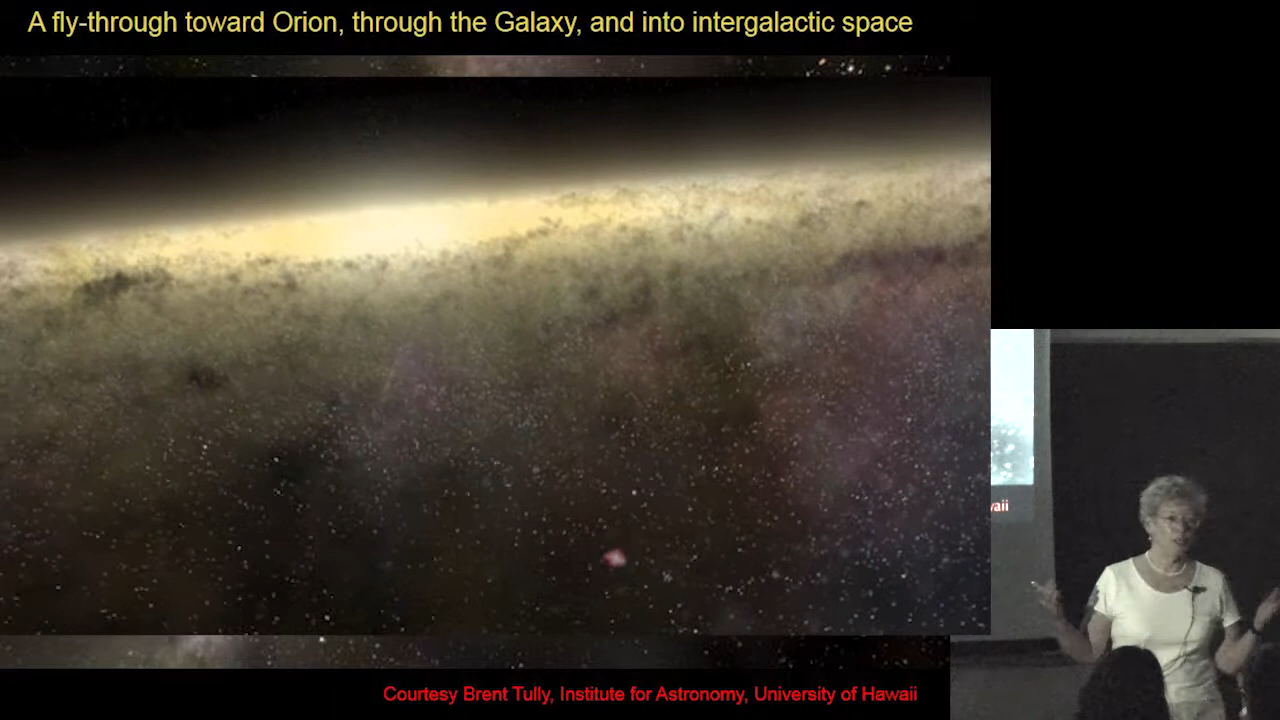 A fly-through toward Orion, through the Galaxy, and into intergalactic space
vaii
Courtesy Brent Tully, Institute for Astronomy, University of Hawaii